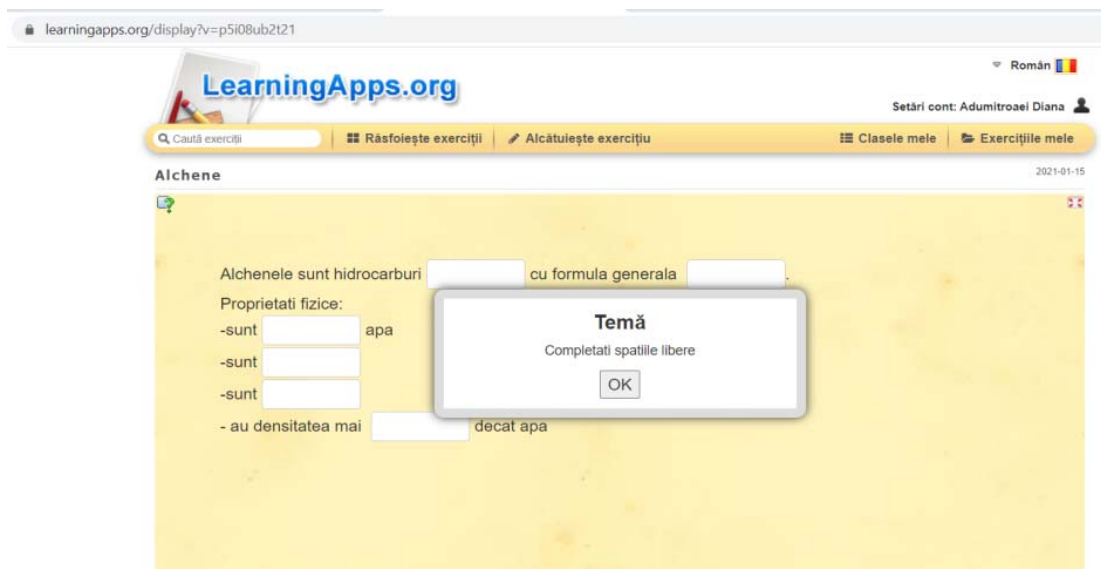 learningapps.org/display?v=p5i08ub2t21
Român
LearningApps.org
Setări cont: Adumitroaei Diana
Caută exerciții
Răsfoiește exerciții
Alcătuiește exercițiu
Clasele mele
Exercițiile mele
Alchene
2021-01-15
Alchenele sunt hidrocarburi cu formula generala .
Proprietati fizice:
-sunt apa
-sunt
-sunt
- au densitatea mai decat apa
Temă
Completati spatiile libere
OK